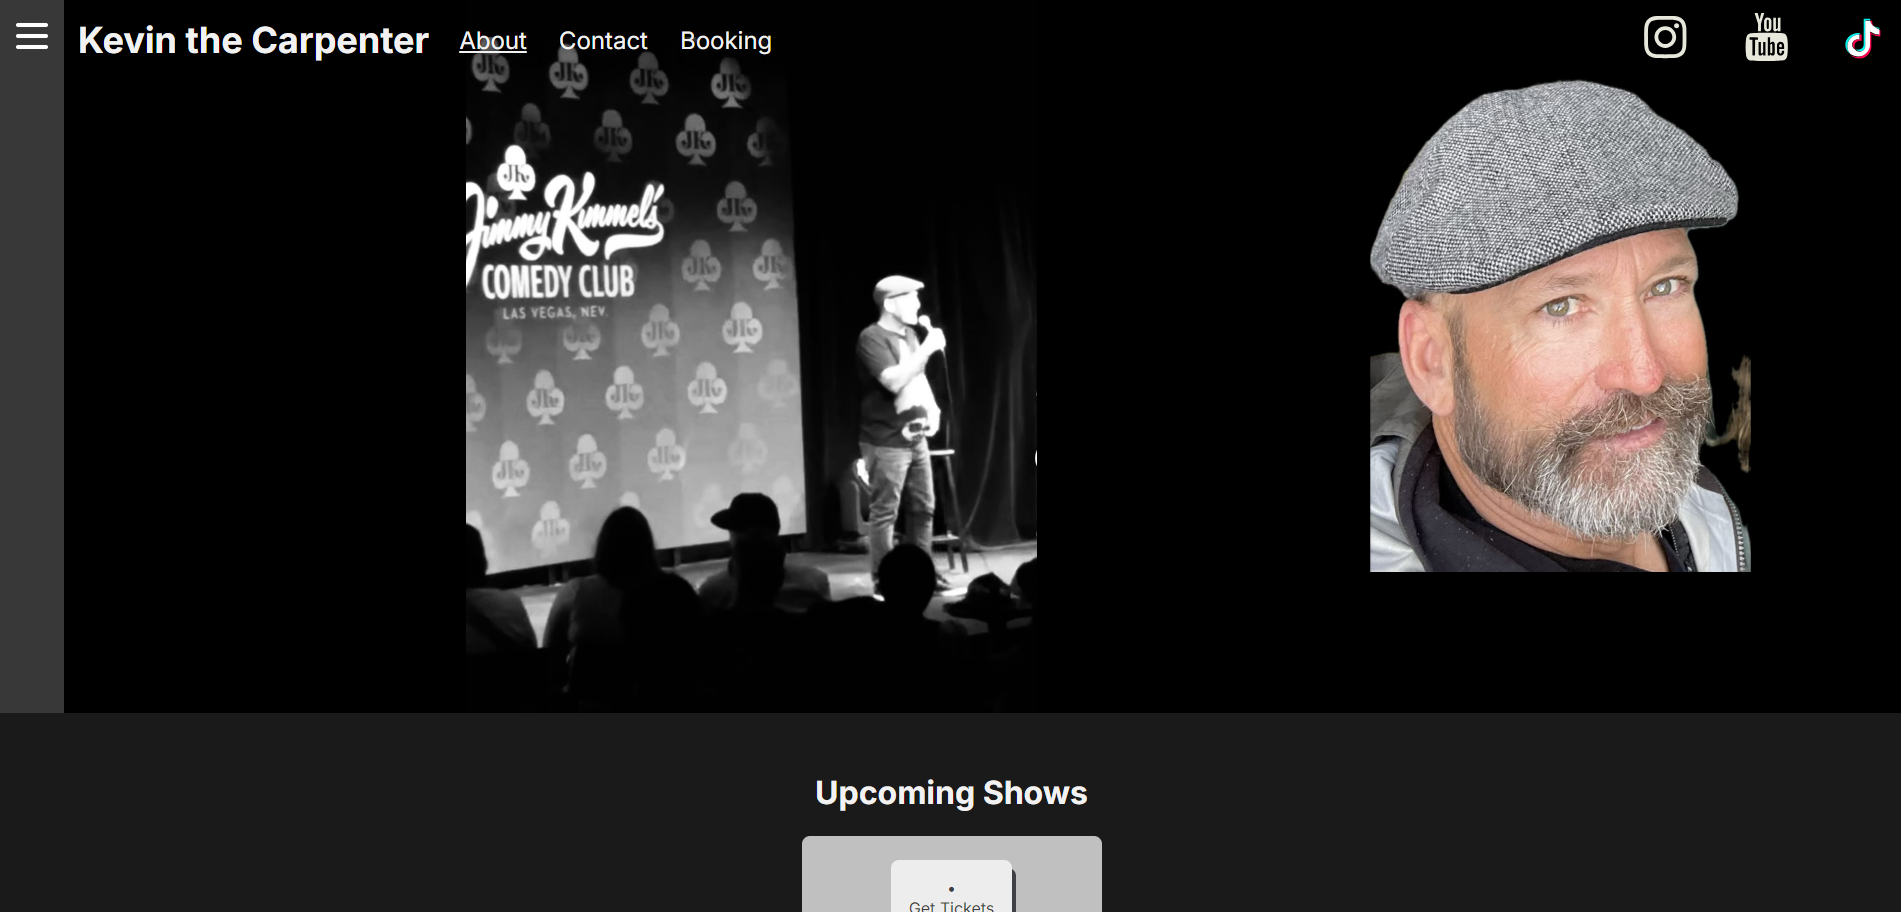 Kevin the Carpenter
About Contact Booking
You
Tube
JK
Jimmy Kimmel's
COMEDY CLUB
LAS VEGAS, NEV.
Upcoming Shows
Get Tickets